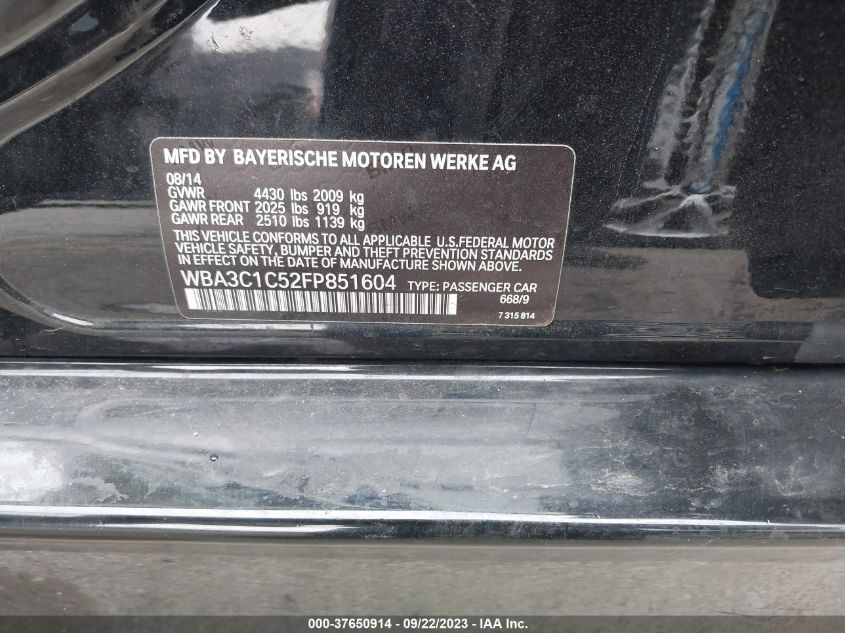 MFD BY BAYERISCHE MOTOREN WERKE AG
08/14
GVWR 4430 lbs 2009 kg
GAWR FRONT 2025 lbs 919 kg
GAWR REAR 2510 lbs 1139 kg
THIS VEHICLE CONFORMS TO ALL APPLICABLE U.S.FEDERAL MOTOR
VEHICLE SAFETY, BUMPER AND THEFT PREVENTION STANDARDS
IN EFFECT ON THE DATE OF MANUFACTURE SHOWN ABOVE.
WBA3C1C52FP851604 TYPE: PASSENGER CAR
668/9
7 315 814
000-37650914 - 09/22/2023 - IAA Inc.